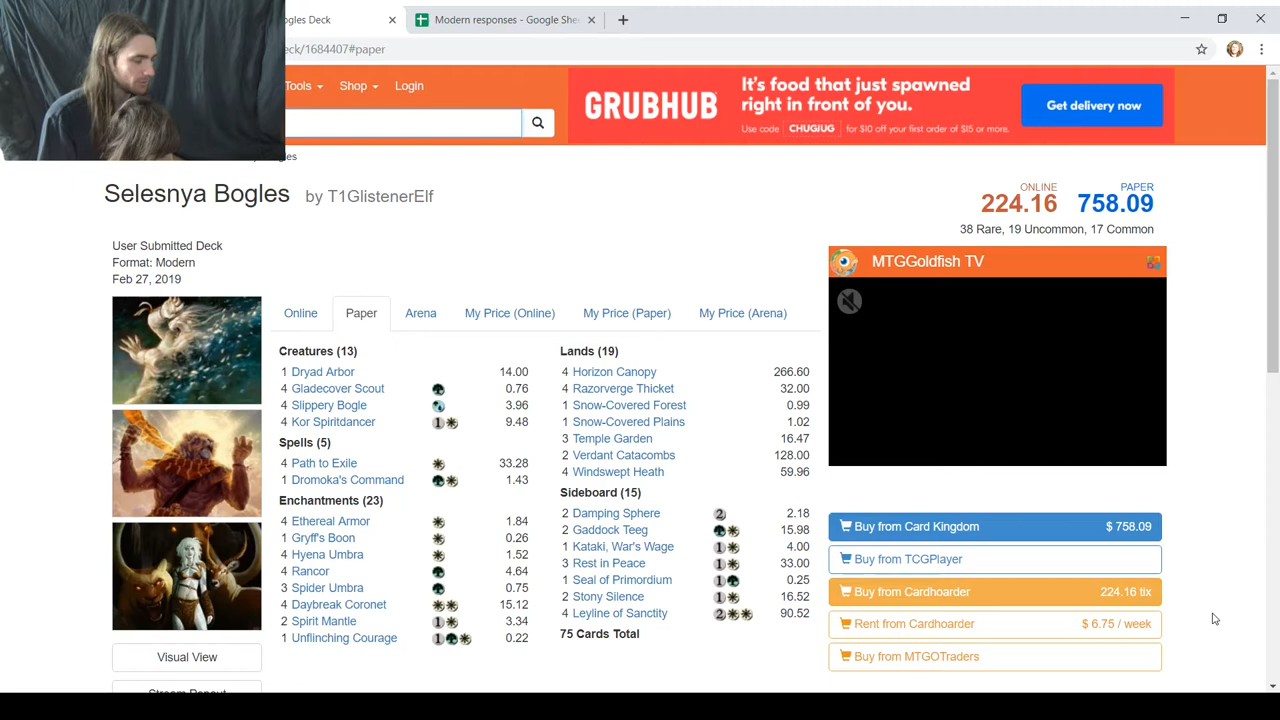 ogles Deck
Modern responses - Google She
eck/1684407#paper
Tools
Shop
Login
GRUBHUB
It's food that just spawned
right in front of you.
Use code CHUGJUG for $10 off your first order of $15 or more.
Get delivery now
Selesnya Bogles by T1GlistenerElf
ONLINE PAPER
224.16 758.09
38 Rare, 19 Uncommon, 17 Common
User Submitted Deck
Format: Modern
Feb 27, 2019
MTGGoldfish TV
Online Paper Arena My Price (Online) My Price (Paper) My Price (Arena)
Creatures (13)
1 Dryad Arbor 14.00
4 Gladecover Scout 0.76
4 Slippery Bogle 3.96
4 Kor Spiritdancer 1 9.48
Spells (5)
4 Path to Exile 33.28
1 Dromoka's Command 1.43
Enchantments (23)
4 Ethereal Armor 1.84
1 Gryff's Boon 0.26
4 Hyena Umbra 1.52
4 Rancor 4.64
3 Spider Umbra 0.75
4 Daybreak Coronet 15.12
2 Spirit Mantle 1 3.34
1 Unflinching Courage 1 0.22
Lands (19)
4 Horizon Canopy 266.60
4 Razorverge Thicket 32.00
1 Snow-Covered Forest 0.99
1 Snow-Covered Plains 1.02
3 Temple Garden 16.47
2 Verdant Catacombs 128.00
4 Windswept Heath 59.96
Sideboard (15)
2 Damping Sphere 2 2.18
2 Gaddock Teeg 15.98
1 Kataki, War's Wage 1 4.00
3 Rest in Peace 1 33.00
1 Seal of Primordium 1 0.25
2 Stony Silence 1 16.52
4 Leyline of Sanctity 2 90.52
75 Cards Total
Buy from Card Kingdom $ 758.09
Buy from TCGPlayer
Buy from Cardhoarder 224.16 tix
Rent from Cardhoarder $ 6.75 / week
Buy from MTGOTraders
Visual View